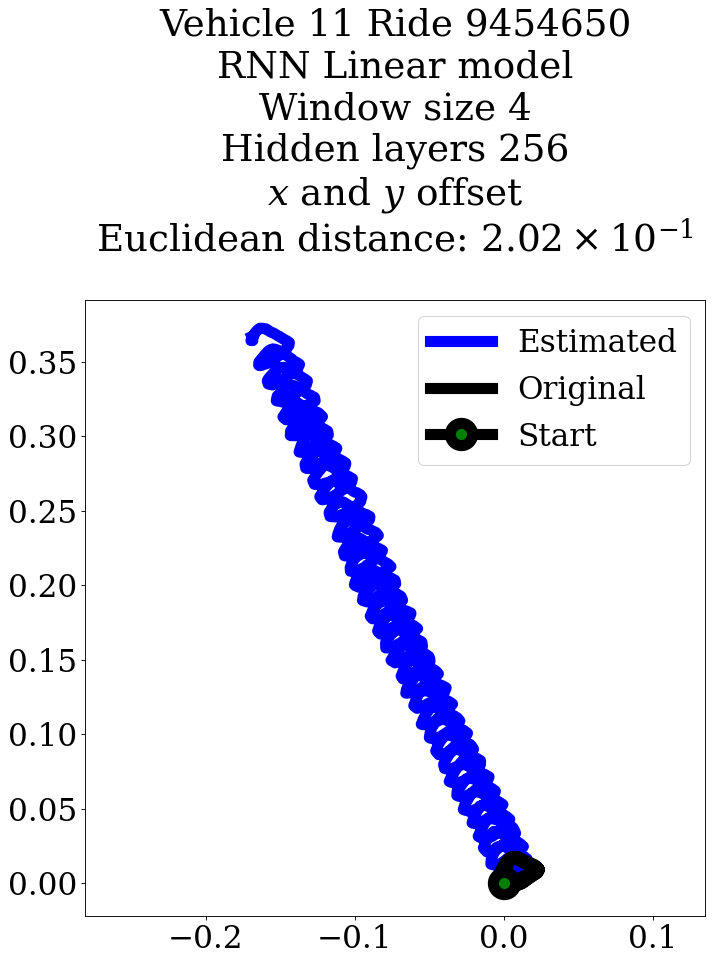 Vehicle 11 Ride 9454650
RNN Linear model
Window size 4
Hidden layers 256
x and y offset
Euclidean distance: 2.02 × 10⁻¹
Estimated
Original
Start
0.35
0.30
0.25
0.20
0.15
0.10
0.05
0.00
−0.2 −0.1 0.0 0.1